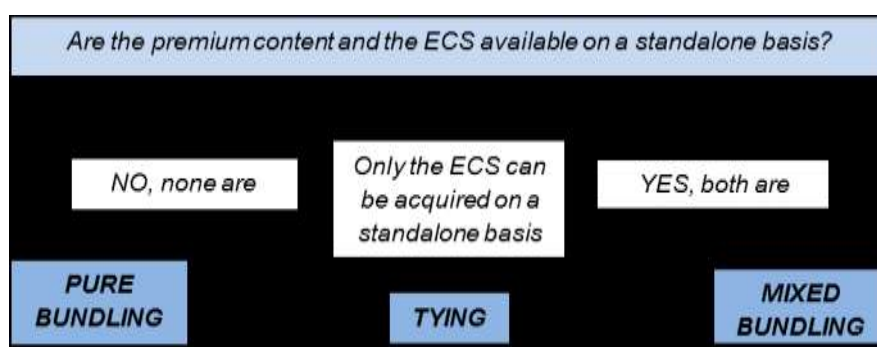 Are the premium content and the ECS available on a standalone basis?
NO, none are
Only the ECS can
be acquired on a
standalone basis
YES, both are
PURE
BUNDLING
TYING
MIXED
BUNDLING